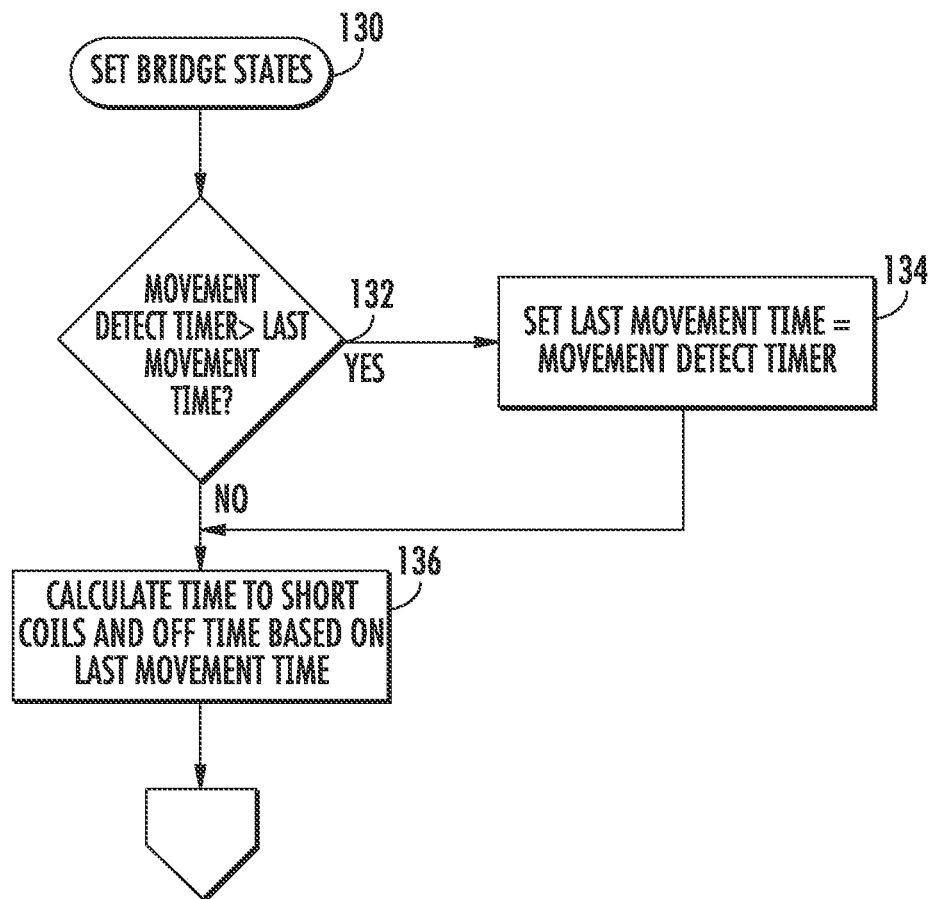 130
SET BRIDGE STATES
MOVEMENT
DETECT TIMER> LAST
MOVEMENT
TIME?
132
YES
134
SET LAST MOVEMENT TIME =
MOVEMENT DETECT TIMER
NO
136
CALCULATE TIME TO SHORT
COILS AND OFF TIME BASED ON
LAST MOVEMENT TIME